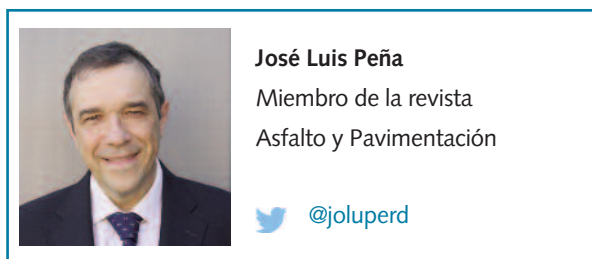 José Luis Peña
Miembro de la revista
Asfalto y Pavimentación
@joluperd